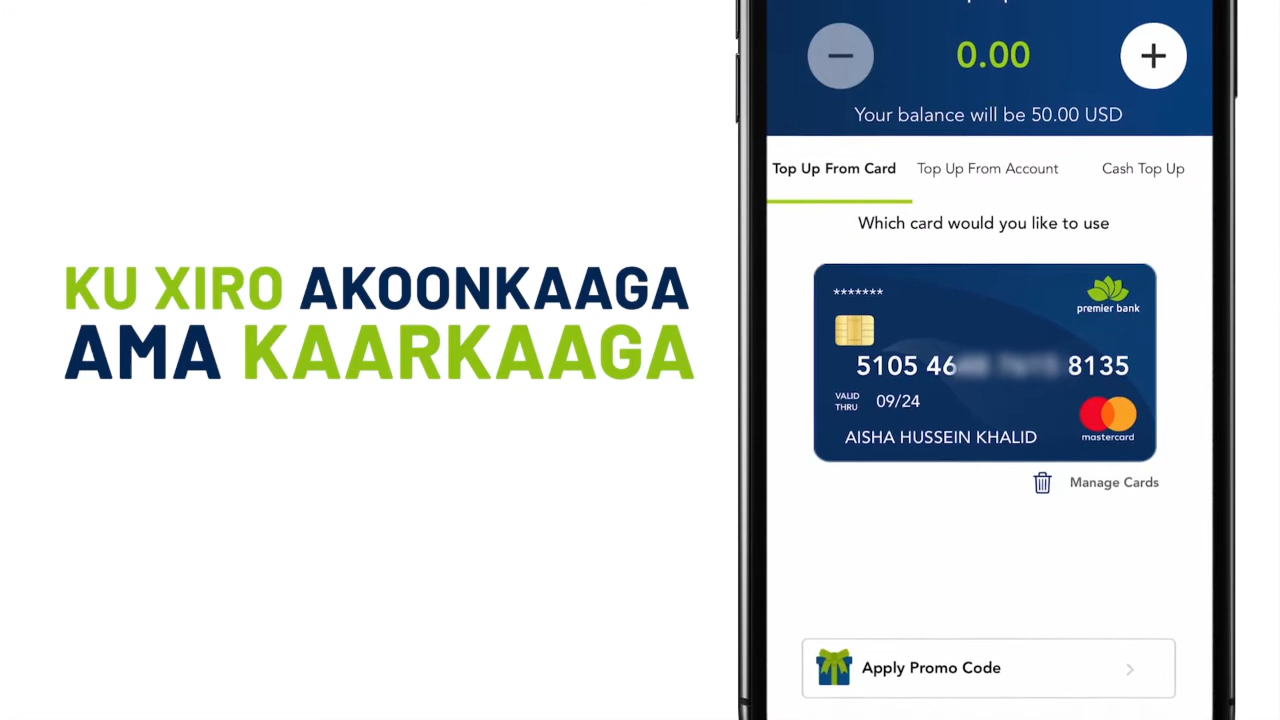 KU XIRO AKOONKAAGA
AMA KAARKAAGA
0.00
Your balance will be 50.00 USD
Top Up From Card Top Up From Account Cash Top Up
Which card would you like to use
*******
premier bank
5105 46 8135
VALID THRU 09/24
AISHA HUSSEIN KHALID
mastercard
Manage Cards
Apply Promo Code